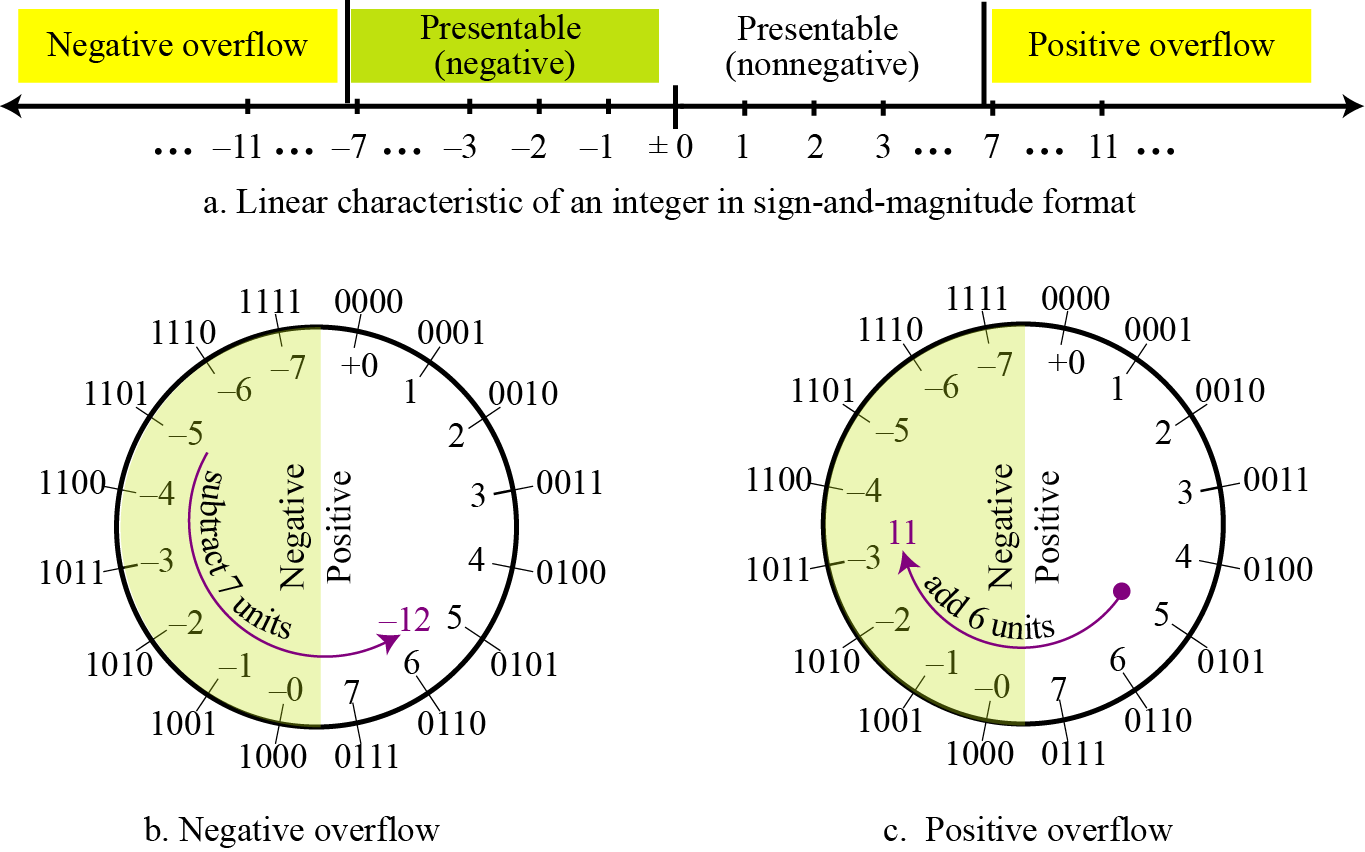 Negative overflow
Presentable
(negative)
Presentable
(nonnegative)
Positive overflow
••• –11 ••• –7 ••• –3 –2 –1 ± 0 1 2 3 ••• 7 ••• 11 •••
a. Linear characteristic of an integer in sign-and-magnitude format
1111 0000
1110 0001
–7 +0
1101 –6 1 0010
–5 2
1100 –4 3 0011
subtract 7 units
Negative
Positive
1011 –3 4 0100
–2 –12 5
1010 –1 6 0101
–0 7
1001 0110
1000 0111
b. Negative overflow
1111 0000
1110 0001
–7 +0
1101 –6 1 0010
–5 2
1100 –4 3 0011
11
Negative
Positive
1011 –3 4 0100
add 6 units
–2 5
1010 –1 6 0101
–0 7
1001 0110
1000 0111
c. Positive overflow